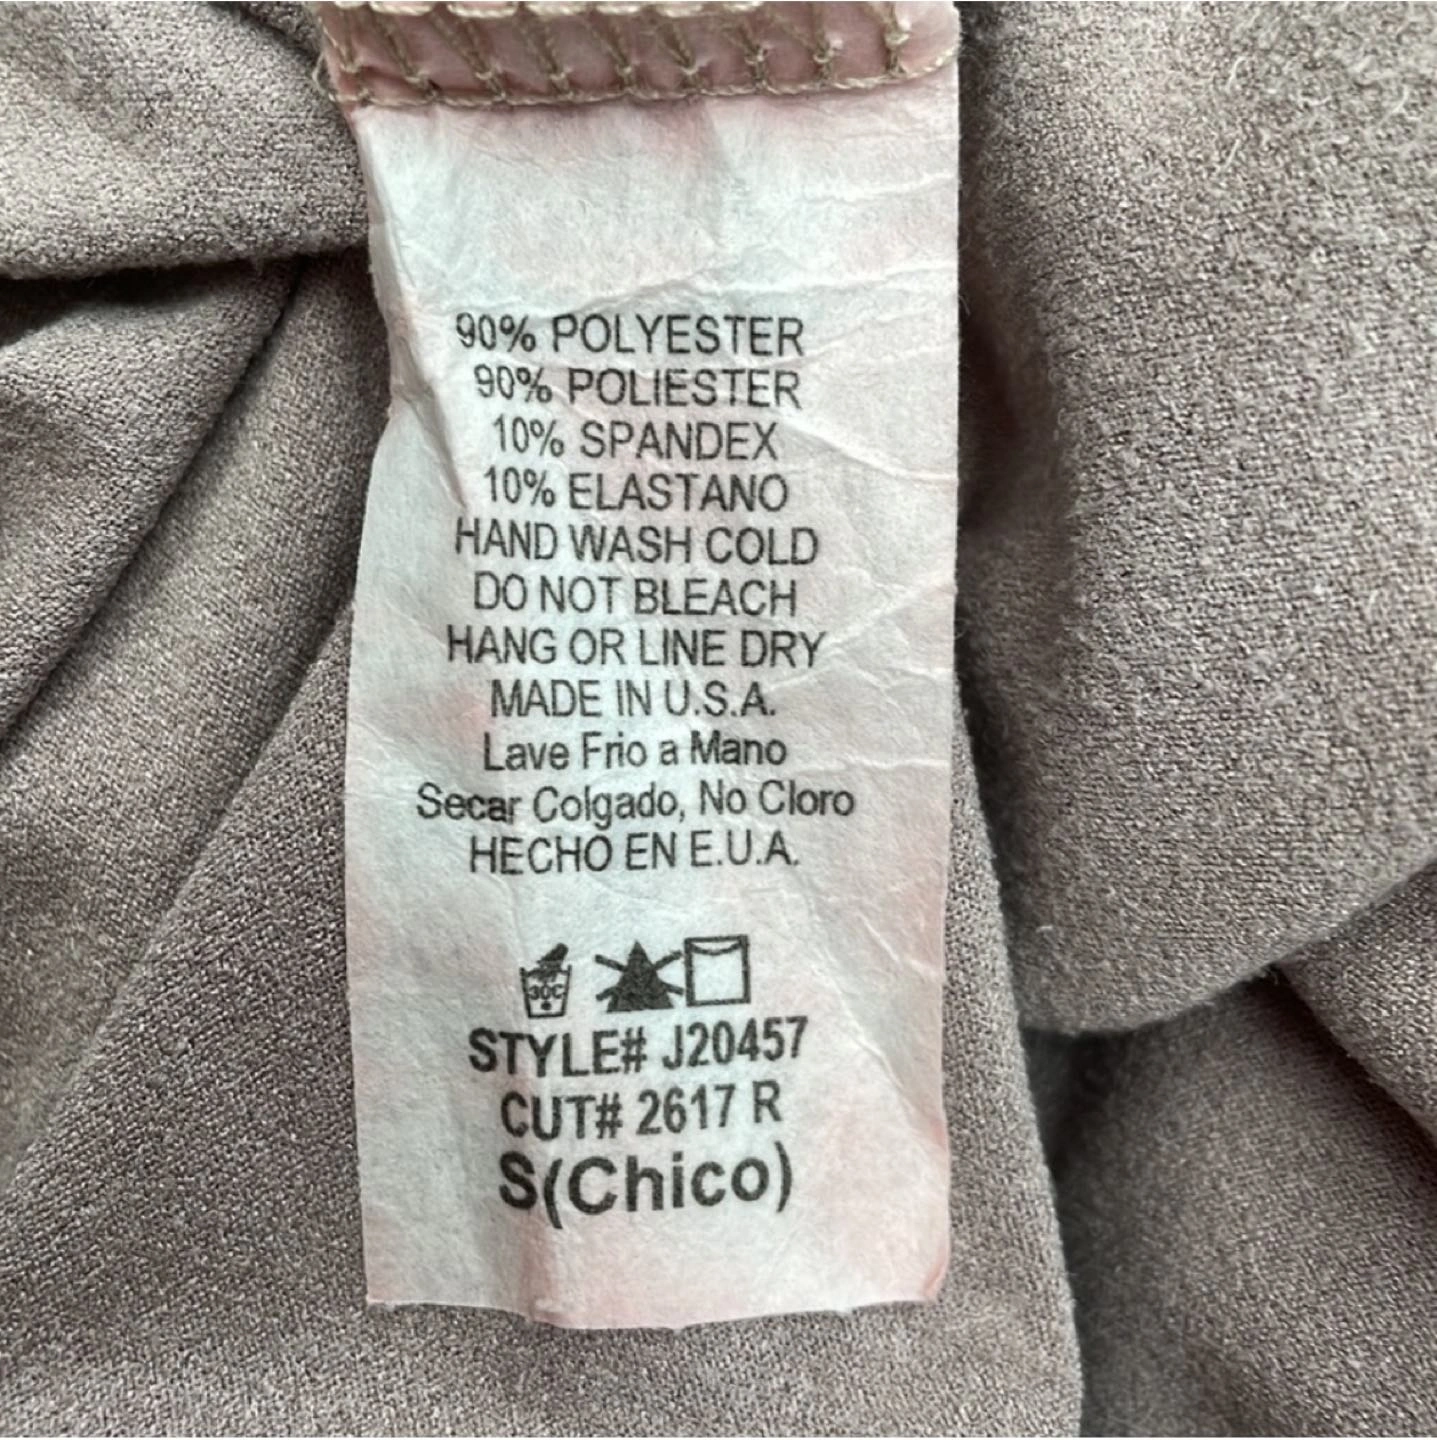 90% POLYESTER
90% POLIESTER
10% SPANDEX
10% ELASTANO
HAND WASH COLD
DO NOT BLEACH
HANG OR LINE DRY
MADE IN U.S.A.
Lave Frio a Mano
Secar Colgado, No Cloro
HECHO EN E.U.A.
30C
STYLE# J20457
CUT# 2617 R
S(Chico)